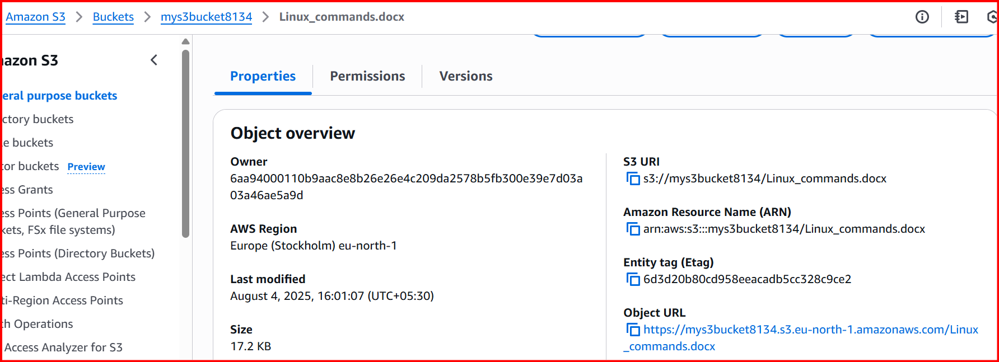 Amazon S3 > Buckets > mys3bucket8134 > Linux_commands.docx
azon S3
eral purpose buckets
ctory buckets
le buckets
tor buckets Preview
ess Grants
ess Points (General Purpose
kets, FSx file systems)
ess Points (Directory Buckets)
ect Lambda Access Points
ti-Region Access Points
ch Operations
Access Analyzer for S3
Properties
Permissions
Versions
Object overview
Owner
6aa94000110b9aac8e8b26e26e4c209da2578b5fb300e39e7d03a
03a46ae5a9d
AWS Region
Europe (Stockholm) eu-north-1
Last modified
August 4, 2025, 16:01:07 (UTC+05:30)
Size
17.2 KB
S3 URI
s3://mys3bucket8134/Linux_commands.docx
Amazon Resource Name (ARN)
arn:aws:s3:::mys3bucket8134/Linux_commands.docx
Entity tag (Etag)
6d3d20b80cd958eeacadb5cc328c9ce2
Object URL
https://mys3bucket8134.s3.eu-north-1.amazonaws.com/Linux
_commands.docx